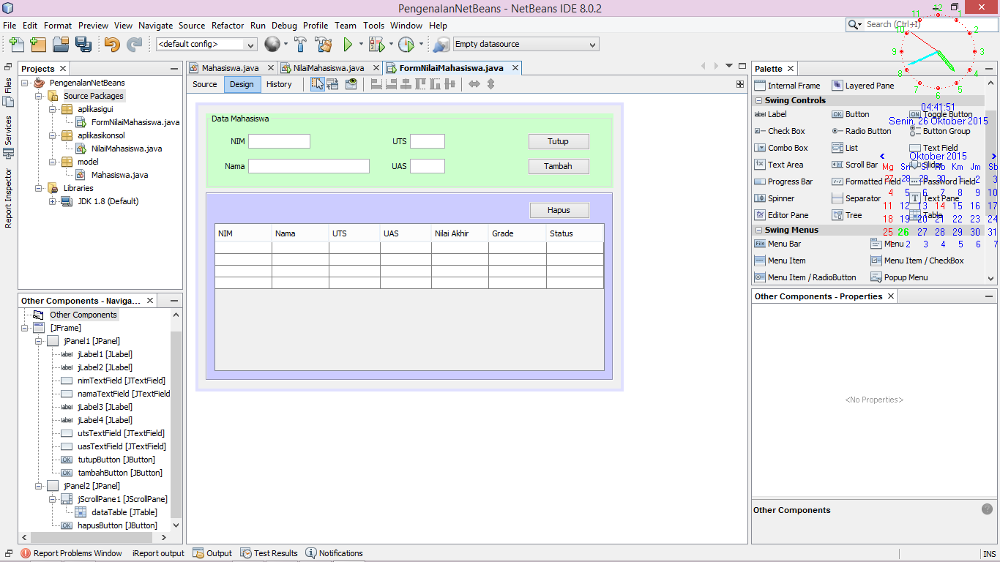 PengenalanNetBeans - NetBeans IDE 8.0.2
File Edit Format Preview View Navigate Source Refactor Run Debug Profile Team Tools Window Help
Search (Ctrl+I)
<default config>
Empty datasource
Files
Services
Report Inspector
Projects
PengenalanNetBeans
Source Packages
aplikasigui
FormNilaiMahasiswa.java
aplikasikonsol
NilaiMahasiswa.java
model
Mahasiswa.java
Libraries
JDK 1.8 (Default)
Other Components - Naviga...
Other Components
[JFrame]
jPanel1 [JPanel]
label jLabel1 [JLabel]
label jLabel2 [JLabel]
nimTextField [JTextField]
namaTextField [JTextField
label jLabel3 [JLabel]
label jLabel4 [JLabel]
utsTextField [JTextField]
uasTextField [JTextField]
OK tutupButton [JButton]
OK tambahButton [JButton]
jPanel2 [JPanel]
jScrollPane1 [JScrollPane]
dataTable [JTable]
OK hapusButton [JButton]
Mahasiswa.java NilaiMahasiswa.java FormNilaiMahasiswa.java
Source Design History
Data Mahasiswa
NIM UTS Tutup
Nama UAS Tambah
Hapus
NIM Nama UTS UAS Nilai Akhir Grade Status
Palette
Internal Frame Layered Pane
Swing Controls
label Label OK Button ON Toggle Button
Check Box Radio Button Button Group
Combo Box List Text Field
Text Area Scroll Bar Slider
Progress Bar Formatted Field Password Field
Spinner Separator Text Pane
Editor Pane Tree Table
Swing Menus
File Menu Bar Menu
Menu Item Menu Item / CheckBox
Menu Item / RadioButton Popup Menu
12 1 2 3 4 5 6 7 8 9 10 11
04:41:51
Senin, 26 Oktober 2015
Oktober 2015
Mg Sn Sl Rb Km Jm Sb
27 28 29 30 1 2 3
4 5 6 7 8 9 10
11 12 13 14 15 16 17
18 19 20 21 22 23 24
25 26 27 28 29 30 31
1 2 3 4 5 6 7
Other Components - Properties
<No Properties>
Other Components
Report Problems Window iReport output Output Test Results Notifications
INS